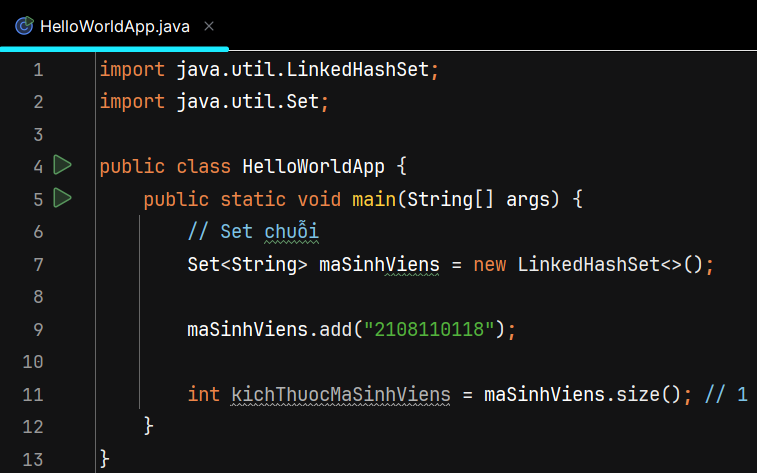 HelloWorldApp.java
1 import java.util.LinkedHashSet;
2 import java.util.Set;
3
4 public class HelloWorldApp {
5     public static void main(String[] args) {
6         // Set chuỗi
7         Set<String> maSinhViens = new LinkedHashSet<>();
8
9         maSinhViens.add("2108110118");
10
11         int kichThuocMaSinhViens = maSinhViens.size(); // 1
12     }
13 }